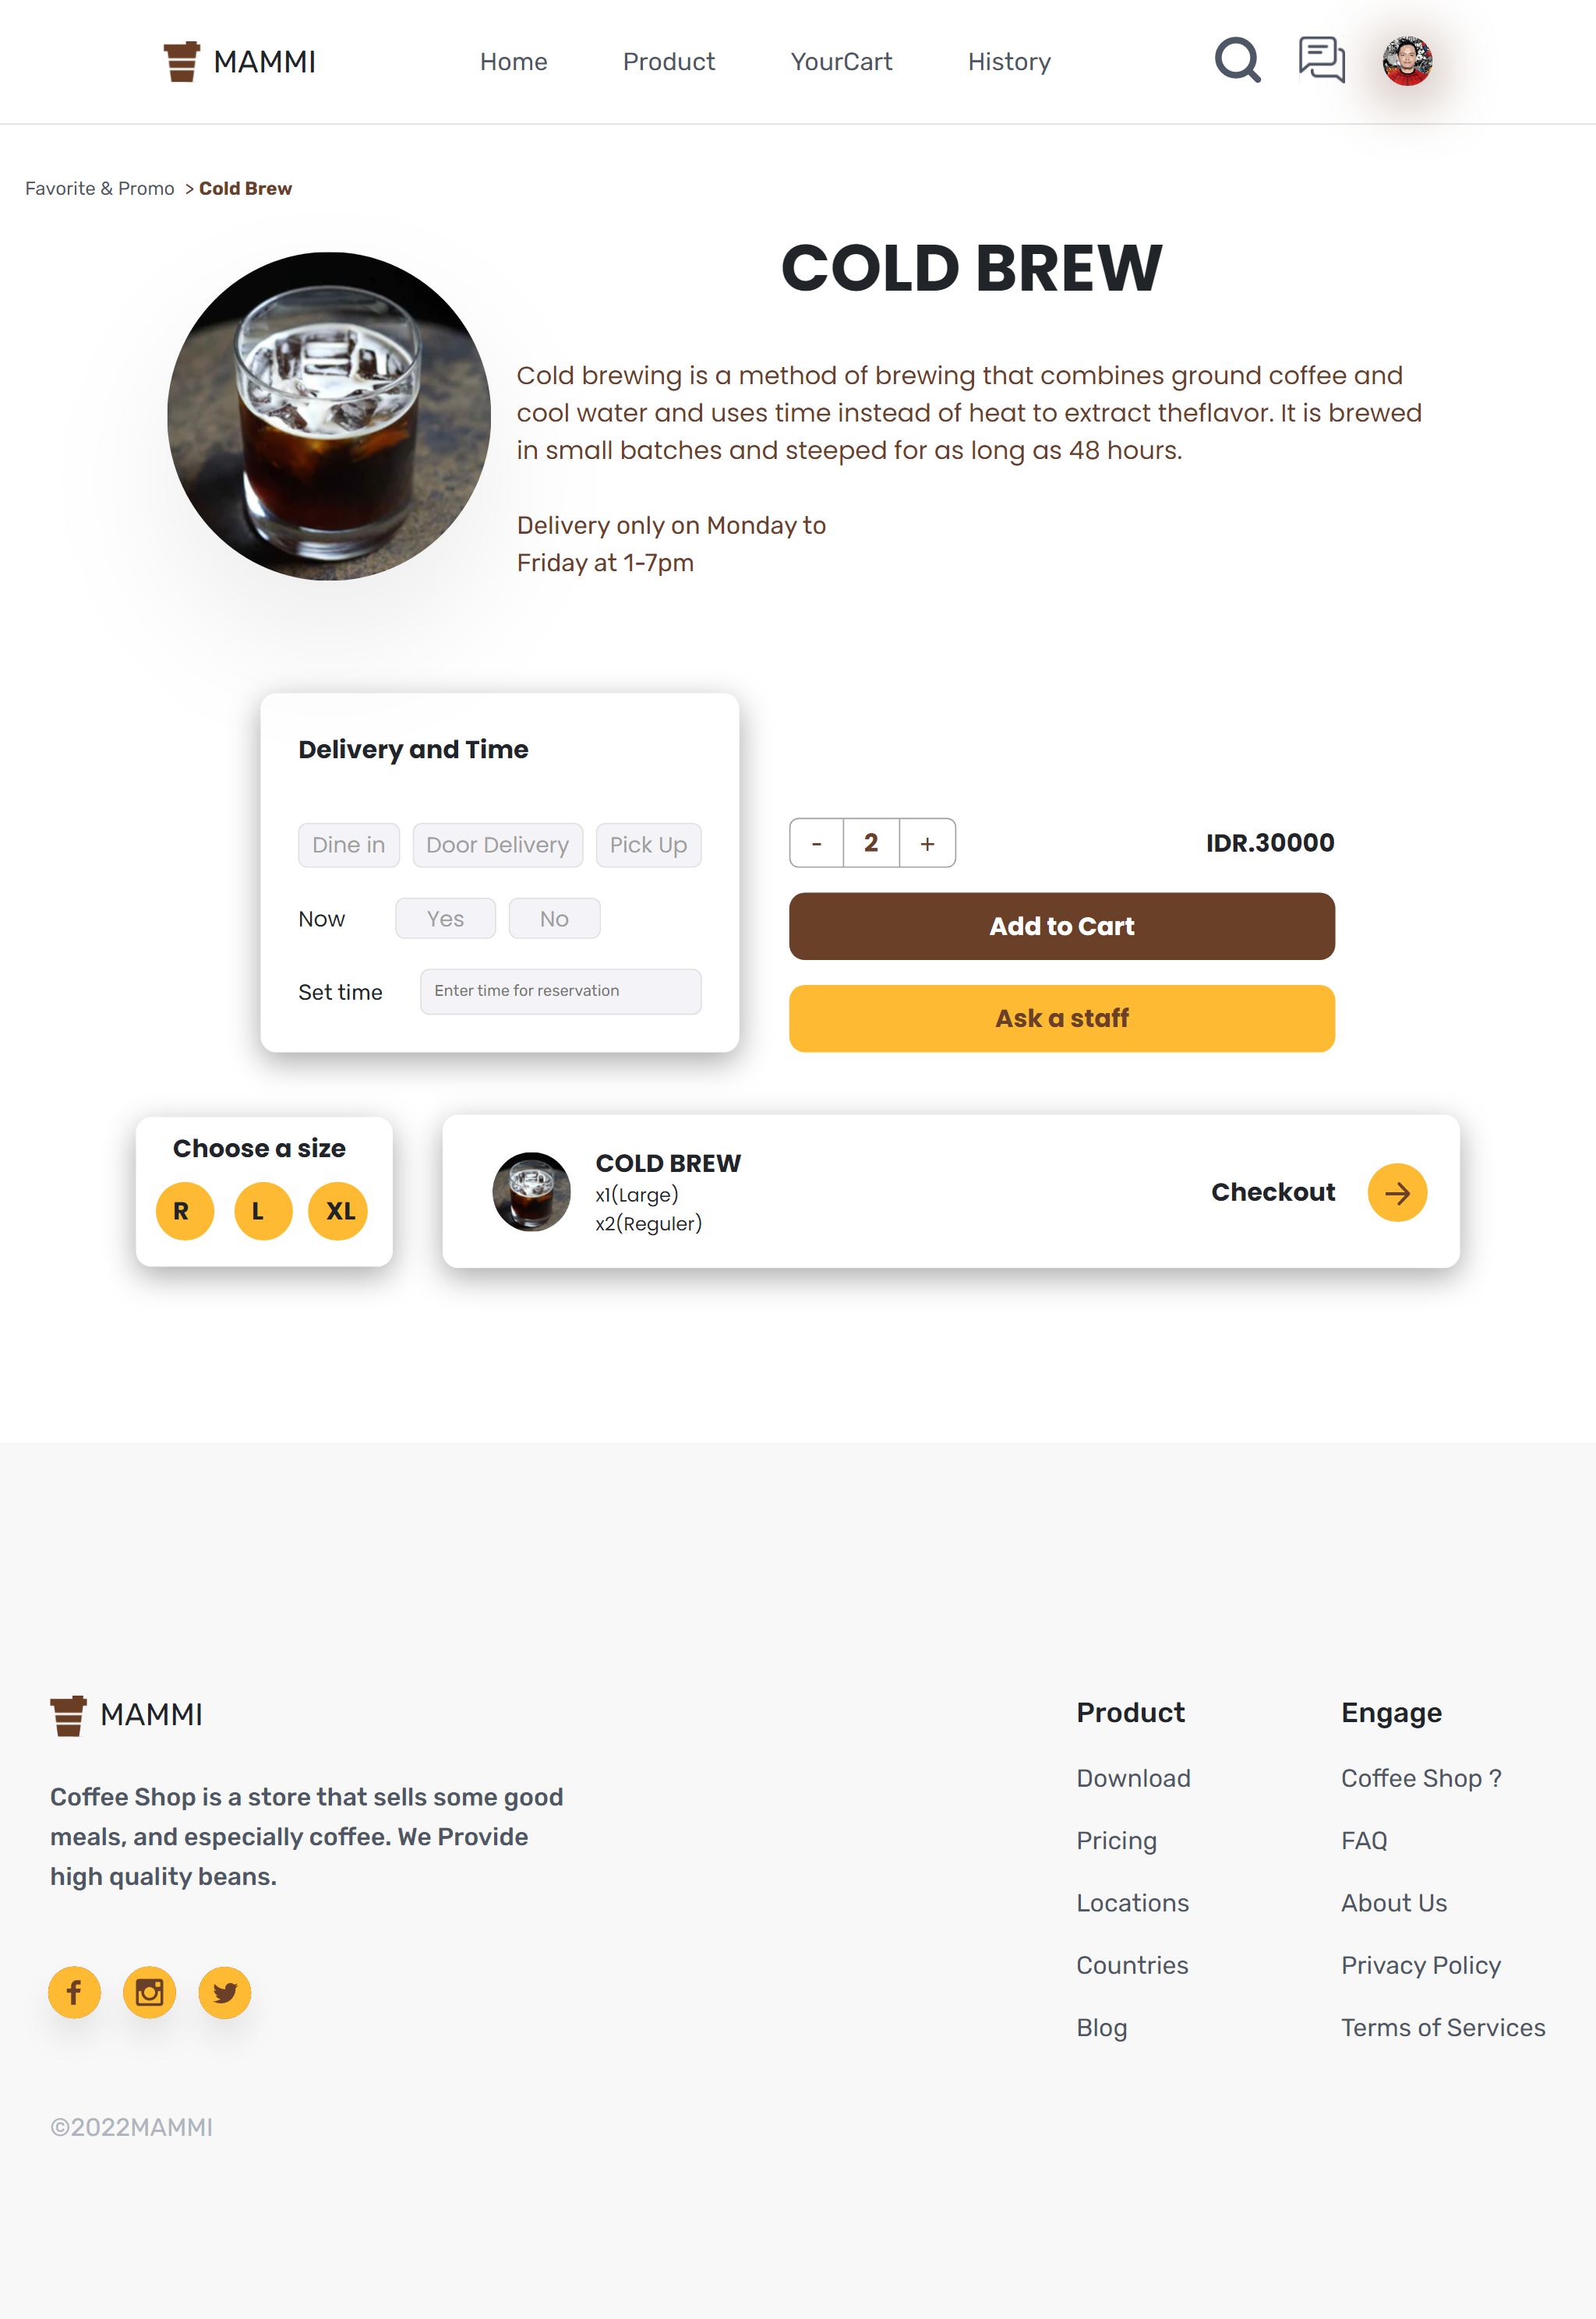 MAMMI
Home Product YourCart History
Favorite & Promo > Cold Brew
COLD BREW
Cold brewing is a method of brewing that combines ground coffee and
cool water and uses time instead of heat to extract theflavor. It is brewed
in small batches and steeped for as long as 48 hours.
Delivery only on Monday to
Friday at 1-7pm
Delivery and Time
Dine in Door Delivery Pick Up
Now Yes No
Set time Enter time for reservation
- 2 + IDR.30000
Add to Cart
Ask a staff
Choose a size
R L XL
COLD BREW
x1(Large)
x2(Reguler)
Checkout
MAMMI
Coffee Shop is a store that sells some good
meals, and especially coffee. We Provide
high quality beans.
©2022MAMMI
Product
Download
Pricing
Locations
Countries
Blog
Engage
Coffee Shop ?
FAQ
About Us
Privacy Policy
Terms of Services